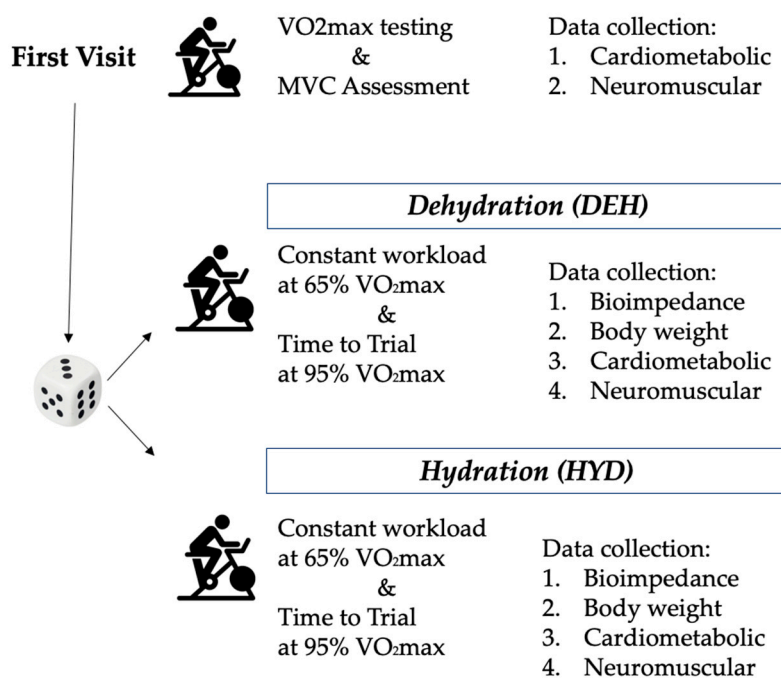 First Visit
VO2max testing
&
MVC Assessment
Data collection:
1. Cardiometabolic
2. Neuromuscular
Dehydration (DEH)
Constant workload
at 65% VO₂max
&
Time to Trial
at 95% VO₂max
Data collection:
1. Bioimpedance
2. Body weight
3. Cardiometabolic
4. Neuromuscular
Hydration (HYD)
Constant workload
at 65% VO₂max
&
Time to Trial
at 95% VO₂max
Data collection:
1. Bioimpedance
2. Body weight
3. Cardiometabolic
4. Neuromuscular